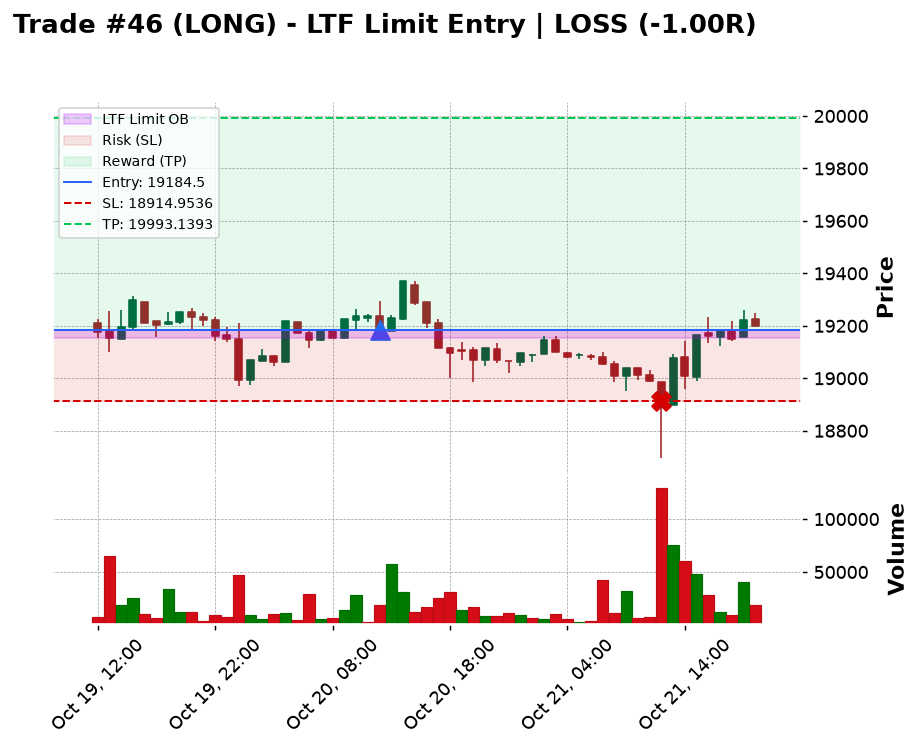 Trade #46 (LONG) - LTF Limit Entry | LOSS (-1.00R)
LTF Limit OB
Risk (SL)
Reward (TP)
Entry: 19184.5
SL: 18914.9536
TP: 19993.1393
20000
19800
19600
19400
19200
19000
18800
Price
100000
50000
Volume
Oct 19, 12:00
Oct 19, 22:00
Oct 20, 08:00
Oct 20, 18:00
Oct 21, 04:00
Oct 21, 14:00